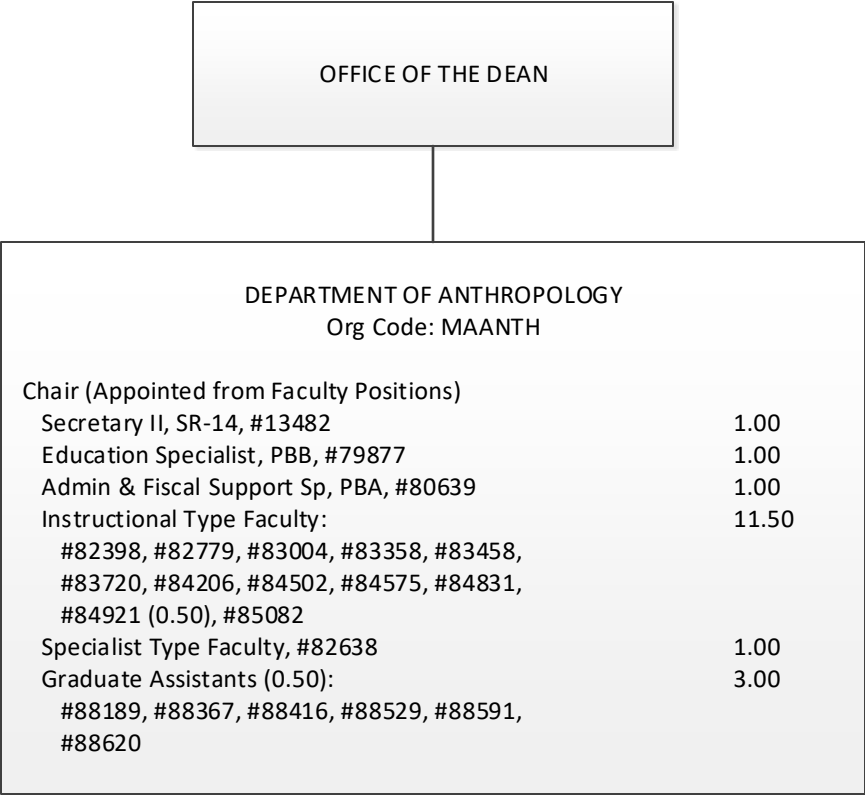 OFFICE OF THE DEAN
DEPARTMENT OF ANTHROPOLOGY
Org Code: MAANTH
Chair (Appointed from Faculty Positions)
Secretary II, SR-14, #13482 1.00
Education Specialist, PBB, #79877 1.00
Admin & Fiscal Support Sp, PBA, #80639 1.00
Instructional Type Faculty: 11.50
#82398, #82779, #83004, #83358, #83458,
#83720, #84206, #84502, #84575, #84831,
#84921 (0.50), #85082
Specialist Type Faculty, #82638 1.00
Graduate Assistants (0.50): 3.00
#88189, #88367, #88416, #88529, #88591,
#88620